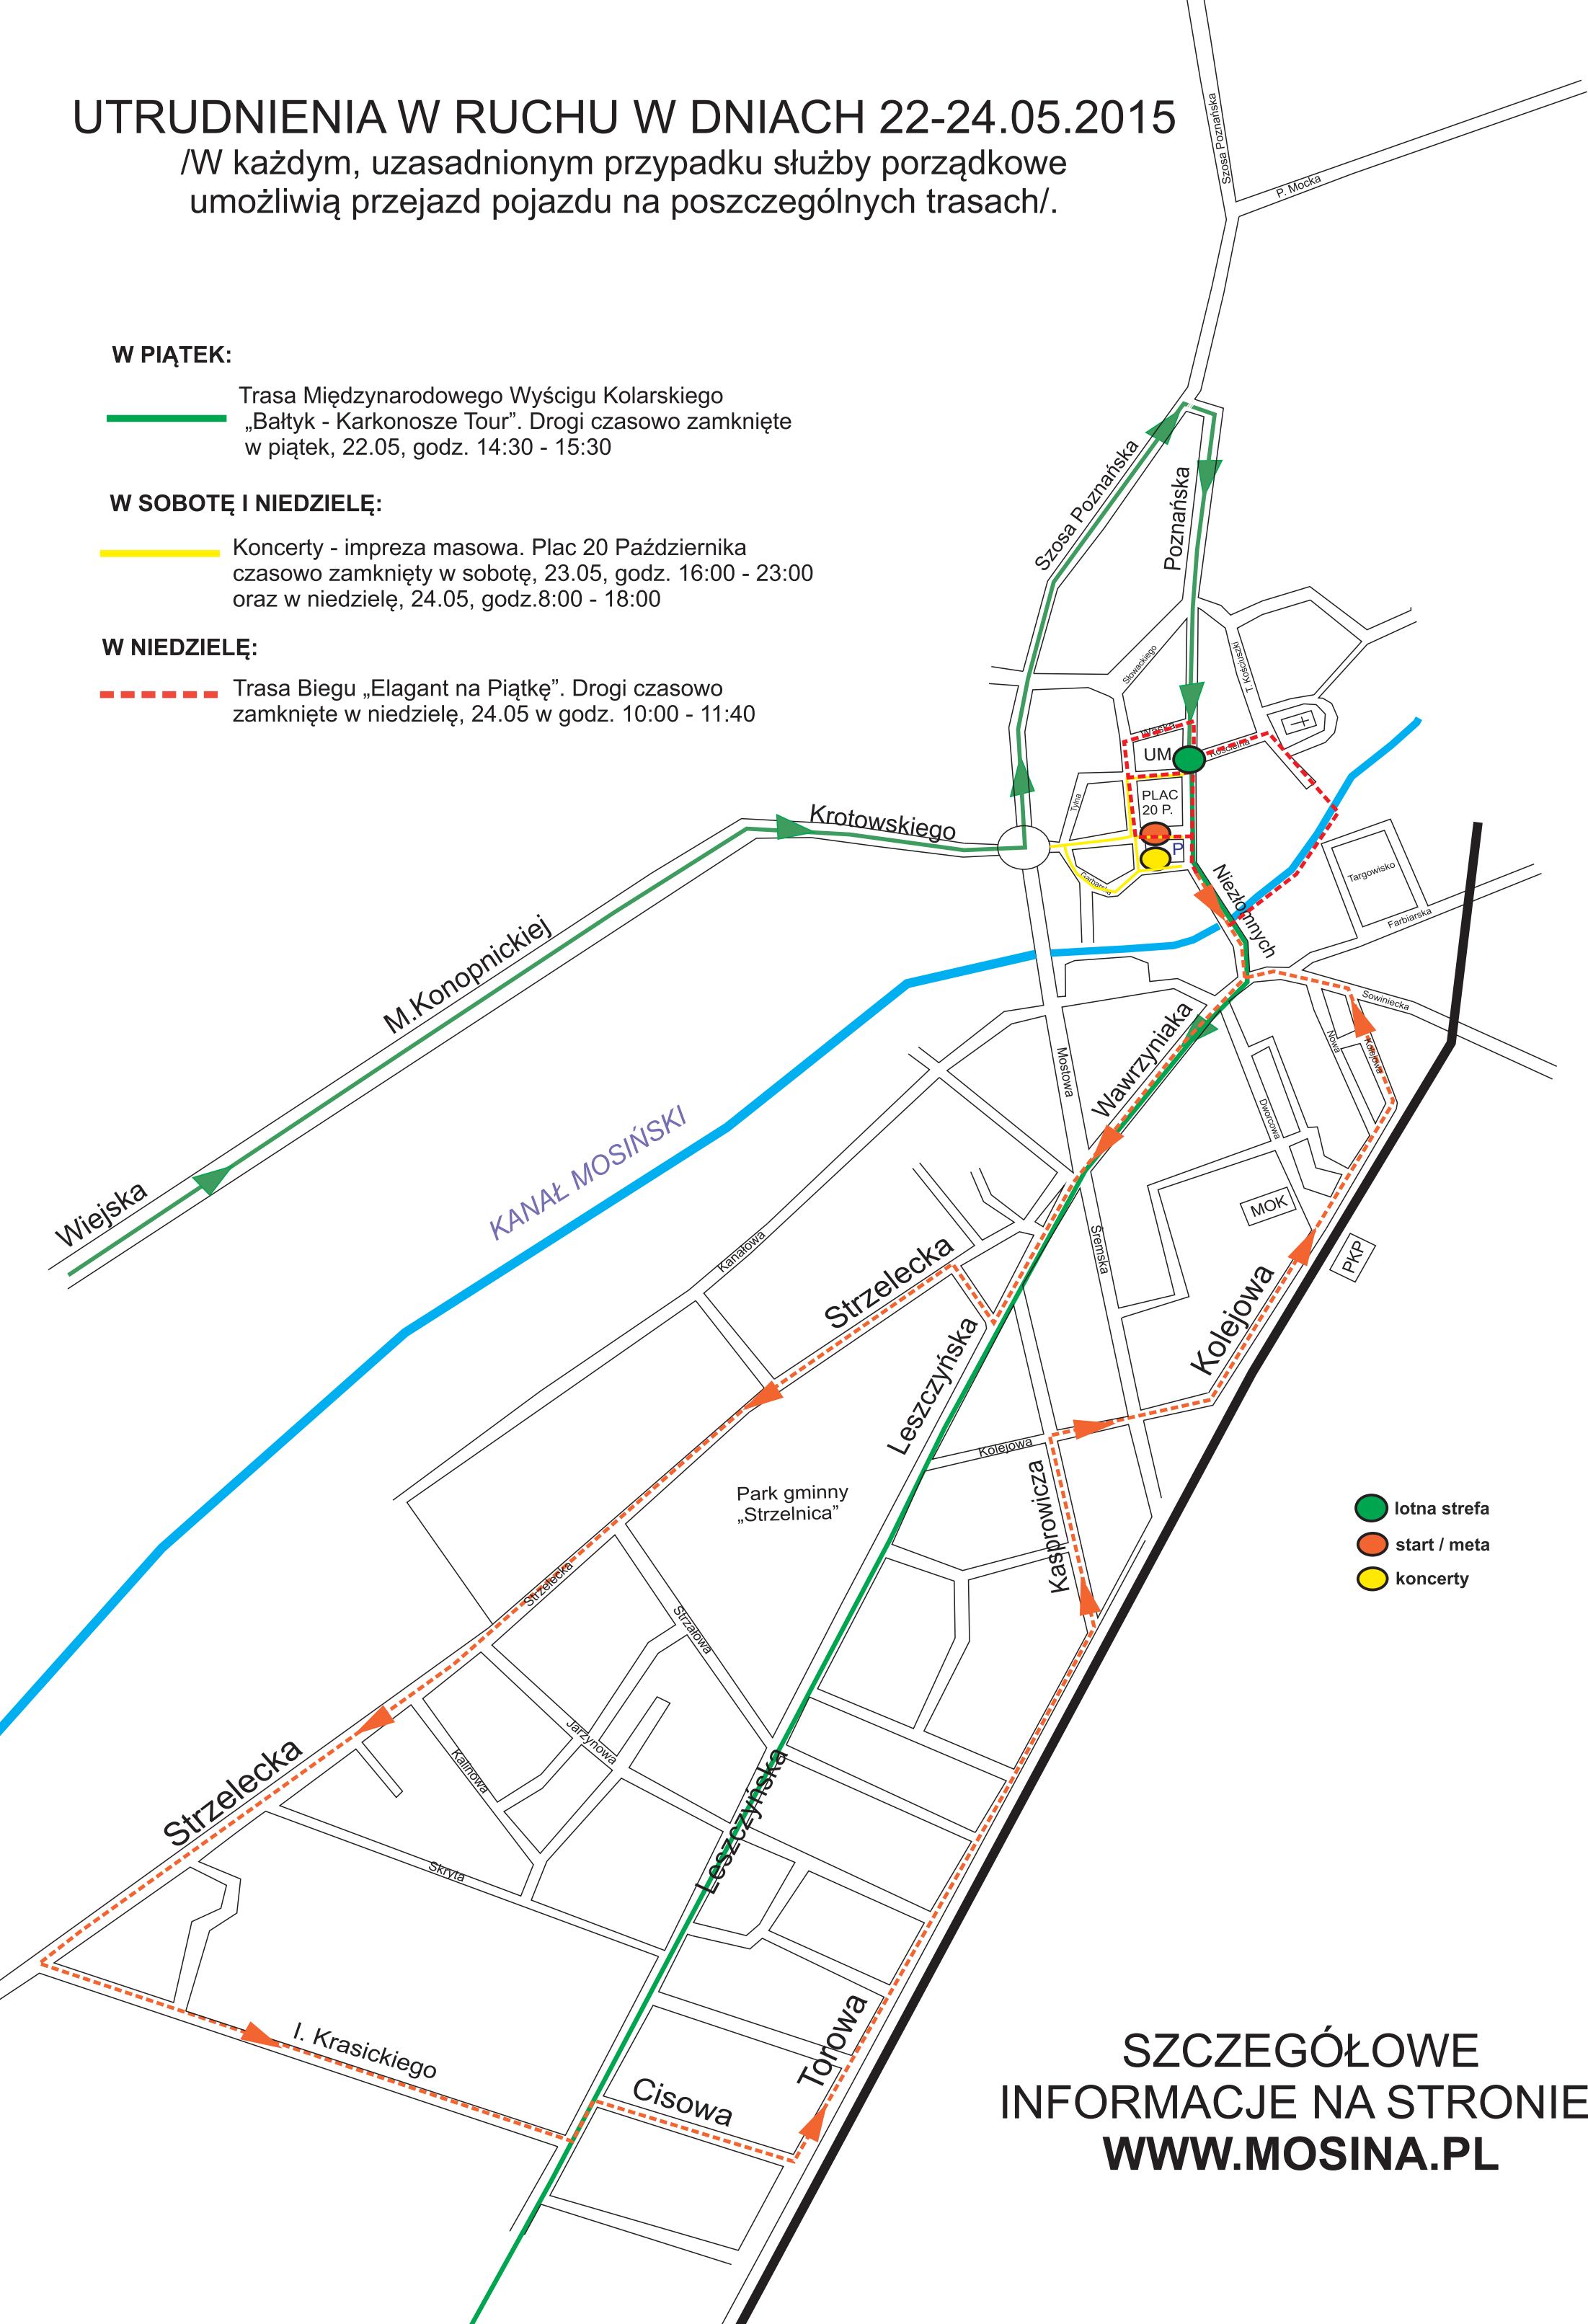 UTRUDNIENIA W RUCHU W DNIACH 22-24.05.2015
/W każdym, uzasadnionym przypadku służby porządkowe
umożliwią przejazd pojazdu na poszczególnych trasach/.
Szosa Poznańska
P. Mocka
W PIĄTEK:
Trasa Międzynarodowego Wyścigu Kolarskiego
„Bałtyk - Karkonosze Tour”. Drogi czasowo zamknięte
w piątek, 22.05, godz. 14:30 - 15:30
W SOBOTĘ I NIEDZIELĘ:
Koncerty - impreza masowa. Plac 20 Października
czasowo zamknięty w sobotę, 23.05, godz. 16:00 - 23:00
oraz w niedzielę, 24.05, godz.8:00 - 18:00
W NIEDZIELĘ:
Trasa Biegu „Elagant na Piątkę”. Drogi czasowo
zamknięte w niedzielę, 24.05 w godz. 10:00 - 11:40
Szosa Poznańska
Poznańska
Słowackiego
T. Kościuszki
Wąska
UM
Kościelna
Tylna
PLAC
20 P.
P
Garbarska
Krotowskiego
Niezłomnych
Targowisko
Farbiarska
M.Konopnickiej
Wiejska
KANAŁ MOSIŃSKI
Sowiniecka
Nowa
Kolejowa
Mostowa
Wawrzyniaka
Dworcowa
MOK
PKP
Śremska
Kanałowa
Strzelecka
Leszczyńska
Kolejowa
Kolejowa
Kasprowicza
Park gminny
„Strzelnica”
lotna strefa
start / meta
koncerty
Strzelecka
Strzałowa
Jarzynowa
Kalinowa
Strzelecka
Leszczyńska
Skryta
I. Krasickiego
Cisowa
Torowa
SZCZEGÓŁOWE
INFORMACJE NA STRONIE
WWW.MOSINA.PL